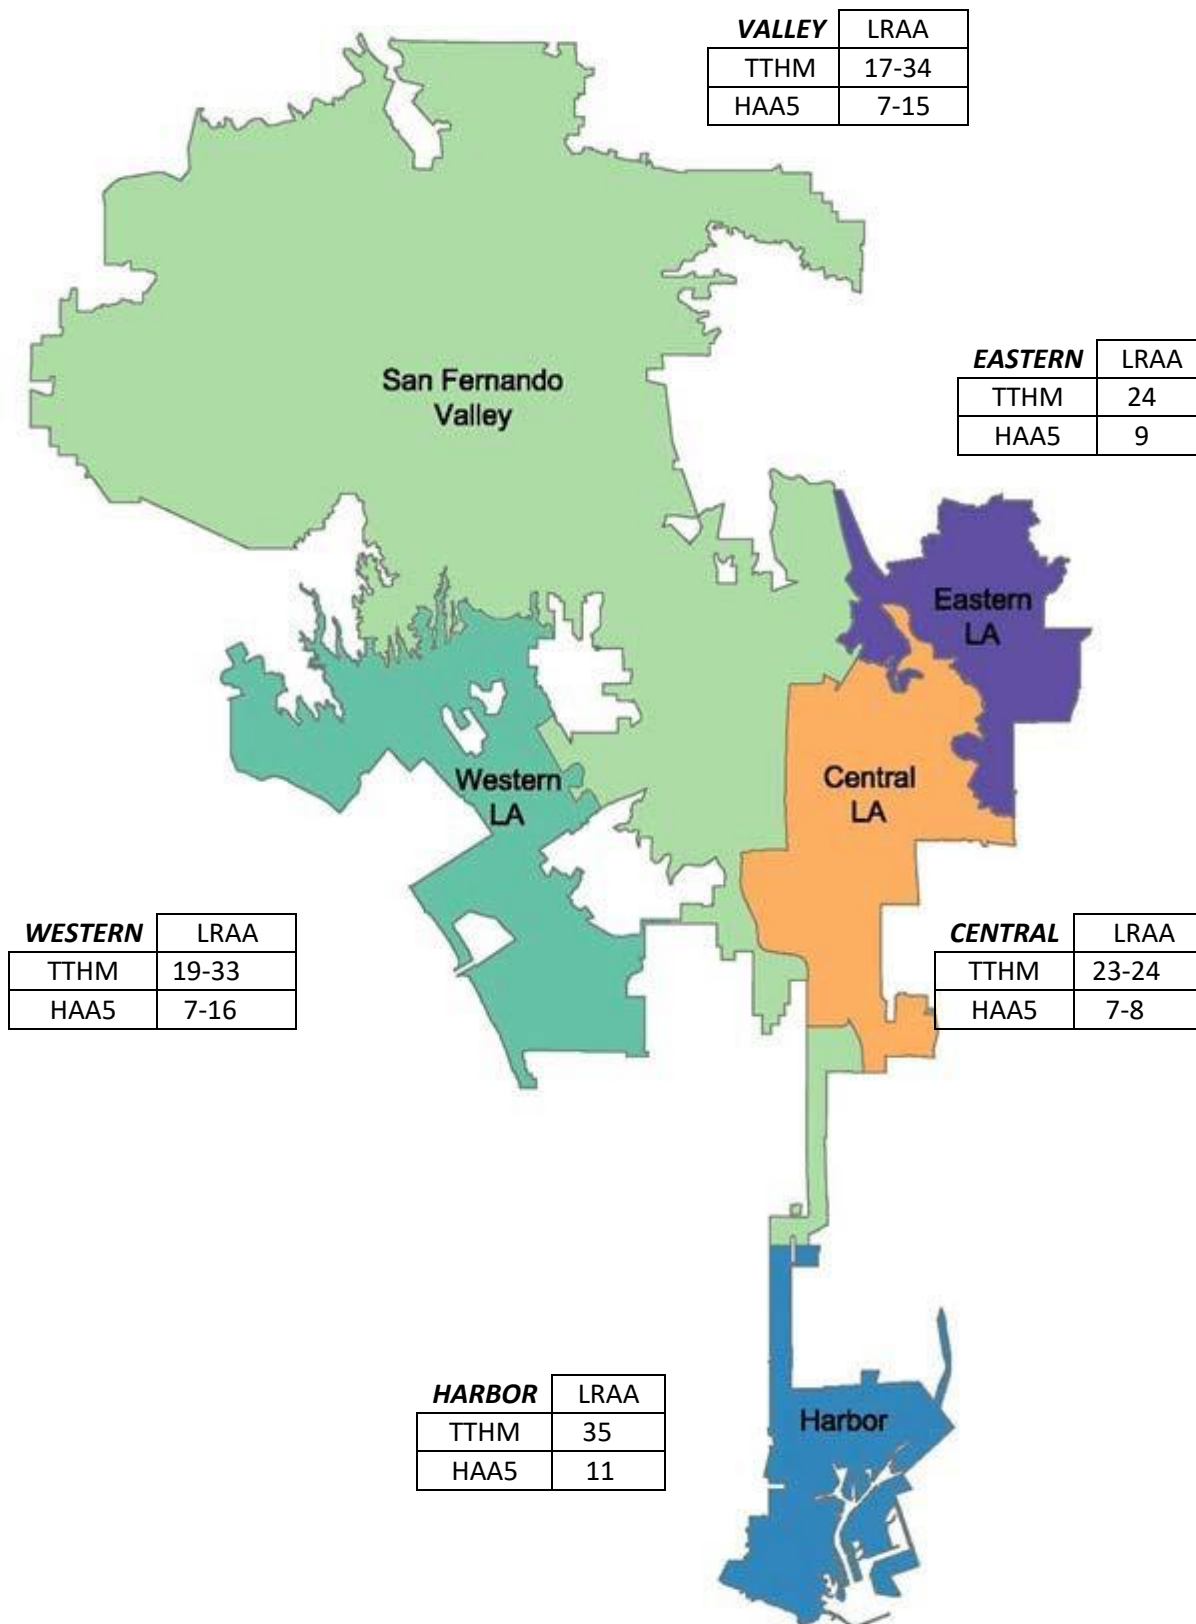 VALLEY LRAA
TTHM 17-34
HAA5 7-15
EASTERN LRAA
TTHM 24
HAA5 9
San Fernando
Valley
Eastern
LA
Western
LA
Central
LA
WESTERN LRAA
TTHM 19-33
HAA5 7-16
CENTRAL LRAA
TTHM 23-24
HAA5 7-8
HARBOR LRAA
TTHM 35
HAA5 11
Harbor